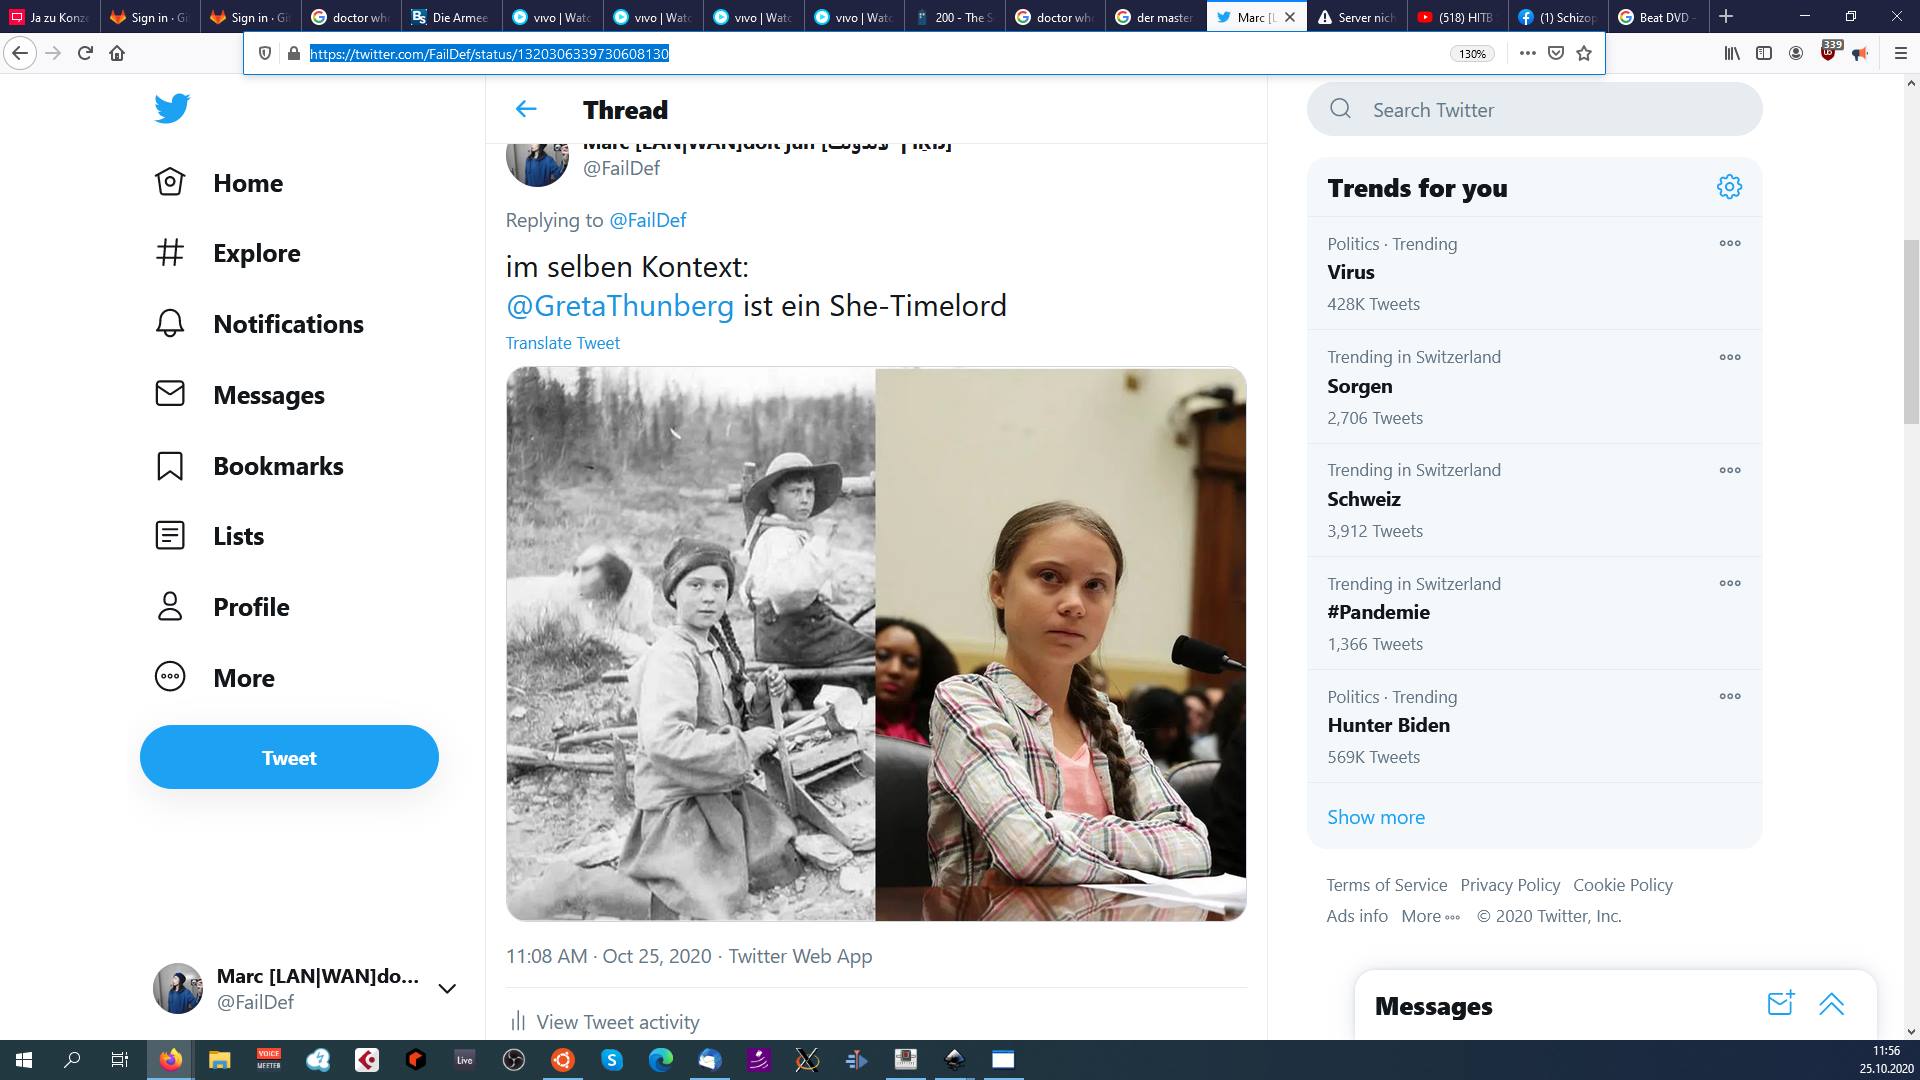 Ja zu Konze
Sign in · Gi
Sign in · Gi
doctor wh
Die Armee
vivo | Watc
vivo | Watc
vivo | Watc
vivo | Watc
200 - The S
doctor wh
der master
Marc [L
Server nich
(518) HITB
(1) Schizop
Beat DVD -
https://twitter.com/FailDef/status/1320306339730608130
130%
339
Home
Explore
Notifications
Messages
Bookmarks
Lists
Profile
More
Tweet
Marc [LAN|WAN]do...
@FailDef
Thread
@FailDef
Replying to @FailDef
im selben Kontext:
@GretaThunberg ist ein She-Timelord
Translate Tweet
11:08 AM · Oct 25, 2020 · Twitter Web App
View Tweet activity
Search Twitter
Trends for you
Politics · Trending
Virus
428K Tweets
Trending in Switzerland
Sorgen
2,706 Tweets
Trending in Switzerland
Schweiz
3,912 Tweets
Trending in Switzerland
#Pandemie
1,366 Tweets
Politics · Trending
Hunter Biden
569K Tweets
Show more
Terms of Service Privacy Policy Cookie Policy
Ads info More © 2020 Twitter, Inc.
Messages
VOICE
MEETER
Live
11:56
25.10.2020